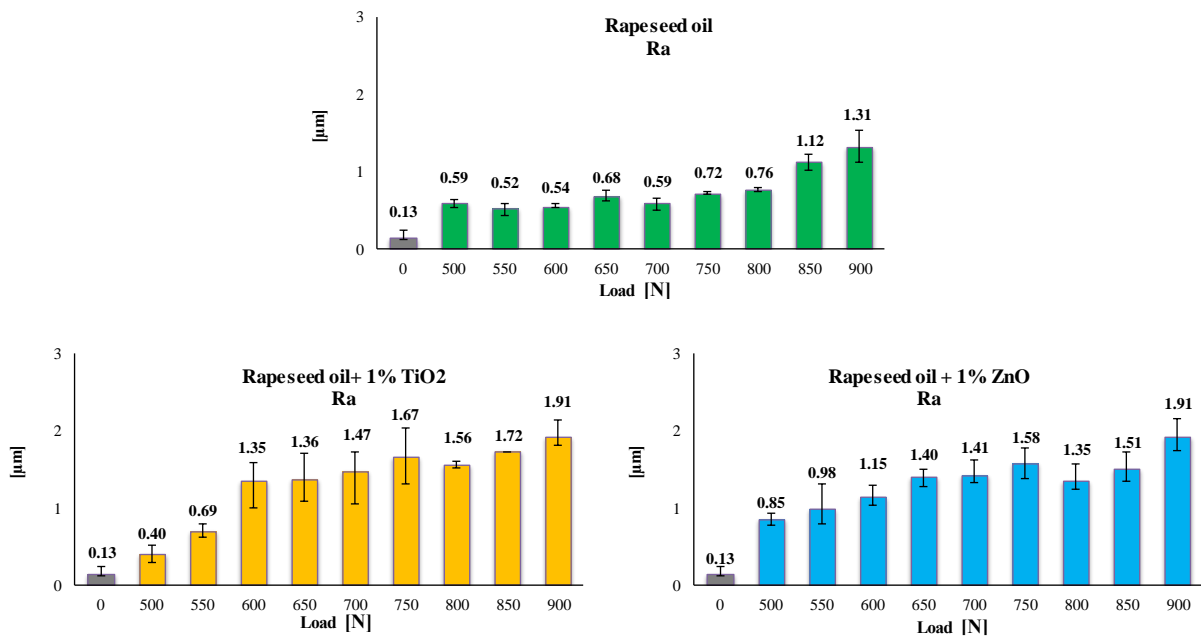 Rapeseed oil
Ra
3
2
1
0
[µm]
0.13
0.59
0.52
0.54
0.68
0.59
0.72
0.76
1.12
1.31
0 500 550 600 650 700 750 800 850 900
Load [N]
Rapeseed oil+ 1% TiO2
Ra
3
2
1
0
[µm]
0.13
0.40
0.69
1.35
1.36
1.47
1.67
1.56
1.72
1.91
0 500 550 600 650 700 750 800 850 900
Load [N]
Rapeseed oil + 1% ZnO
Ra
3
2
1
0
[µm]
0.13
0.85
0.98
1.15
1.40
1.41
1.58
1.35
1.51
1.91
0 500 550 600 650 700 750 800 850 900
Load [N]